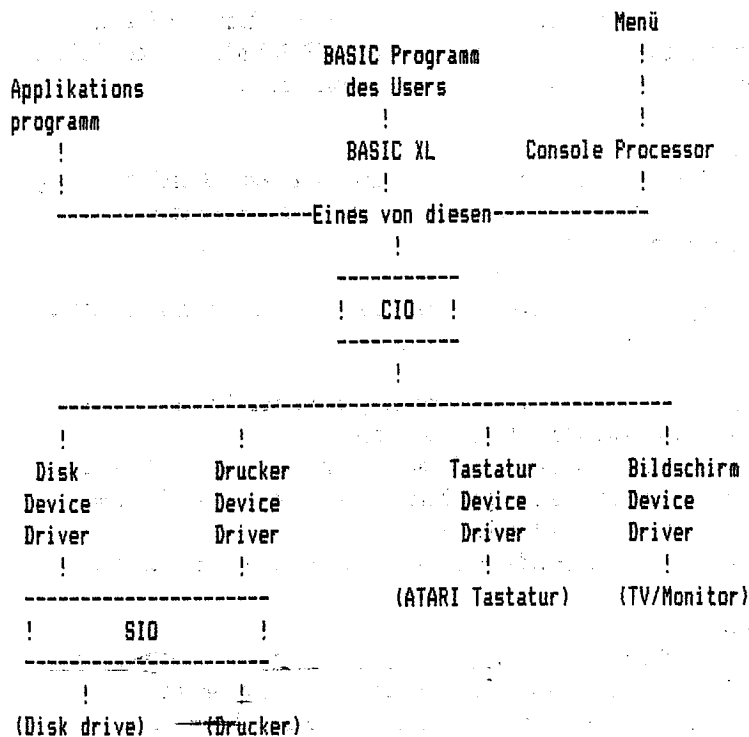 Menü
BASIC Programm
Applikations des Users
programm
BASIC XL Console Processor
Eines von diesen
CIO
Disk Drucker Tastatur Bildschirm
Device Device Device Device
Driver Driver Driver Driver
(ATARI Tastatur) (TV/Monitor)
SIO
(Disk drive) (Drucker)